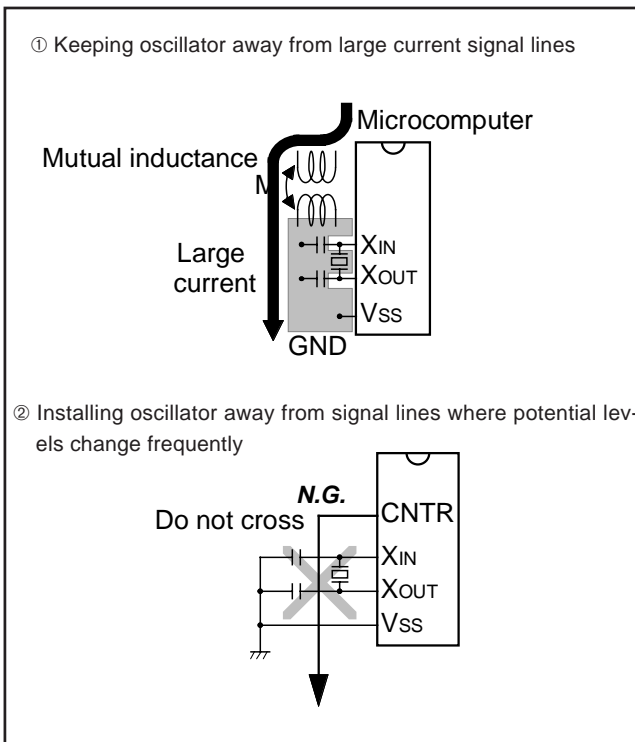 ① Keeping oscillator away from large current signal lines
Microcomputer
Mutual inductance
M
XIN
Large
current
XOUT
VSS
GND
② Installing oscillator away from signal lines where potential lev-
els change frequently
N.G.
CNTR
Do not cross
XIN
XOUT
VSS